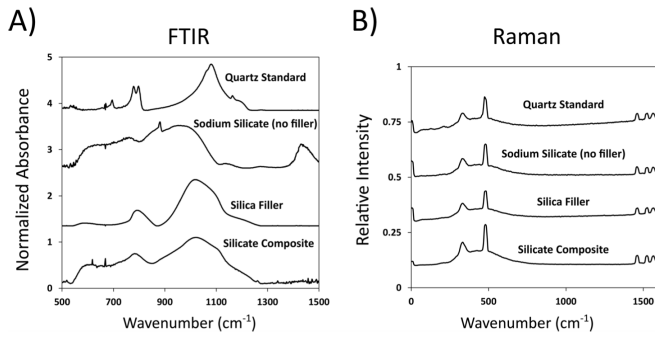 A)
FTIR
Normalized Absorbance
5
4
3
2
1
0
Quartz Standard
Sodium Silicate (no filler)
Silica Filler
Silicate Composite
500
700
900
1100
1300
1500
Wavenumber (cm⁻¹)
B)
Raman
Relative Intensity
1
0.75
0.5
0.25
0
Quartz Standard
Sodium Silicate (no filler)
Silica Filler
Silicate Composite
0
500
1000
1500
Wavenumber (cm⁻¹)